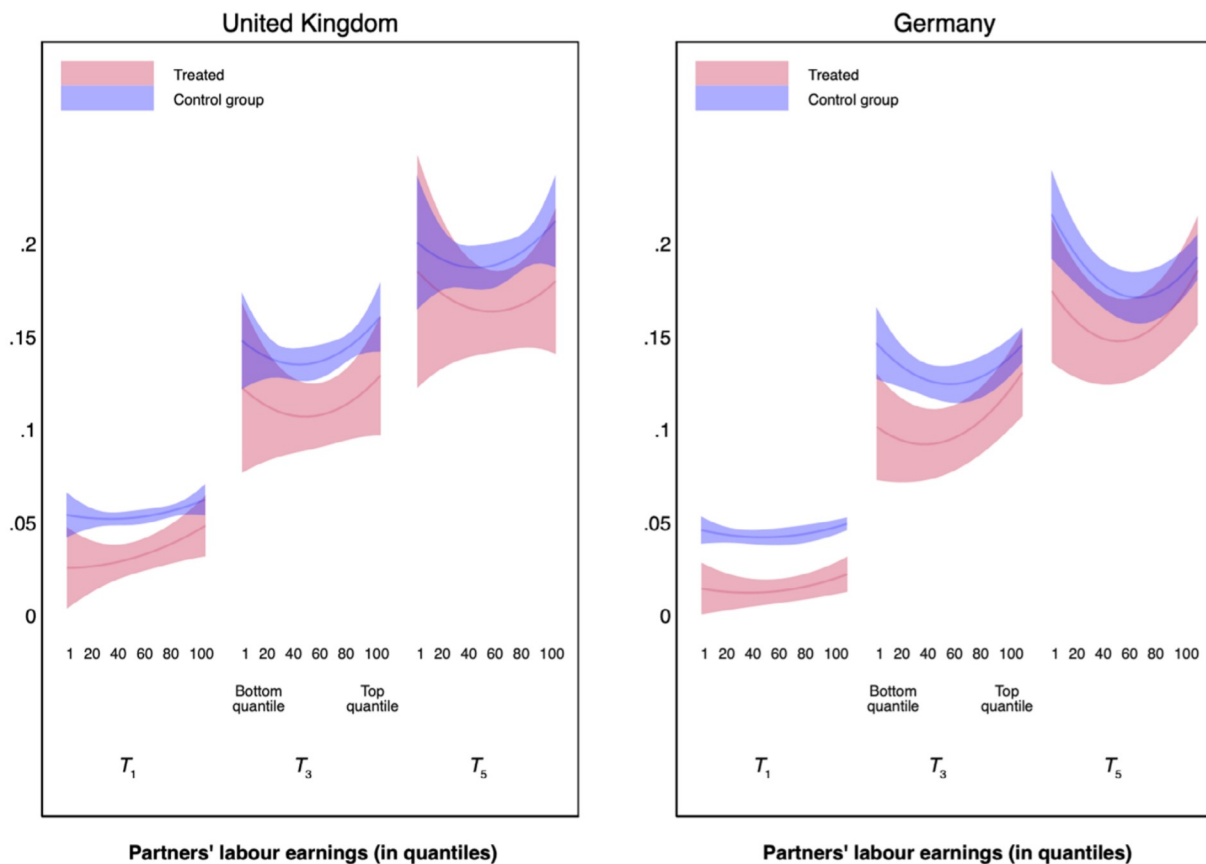 United Kingdom
Treated
Control group
.2
.15
.1
.05
0
1 20 40 60 80 100 1 20 40 60 80 100 1 20 40 60 80 100
Bottom quantile
Top quantile
T1 T3 T5
Partners' labour earnings (in quantiles)
Germany
Treated
Control group
.2
.15
.1
.05
0
1 20 40 60 80 100 1 20 40 60 80 100 1 20 40 60 80 100
Bottom quantile
Top quantile
T1 T3 T5
Partners' labour earnings (in quantiles)